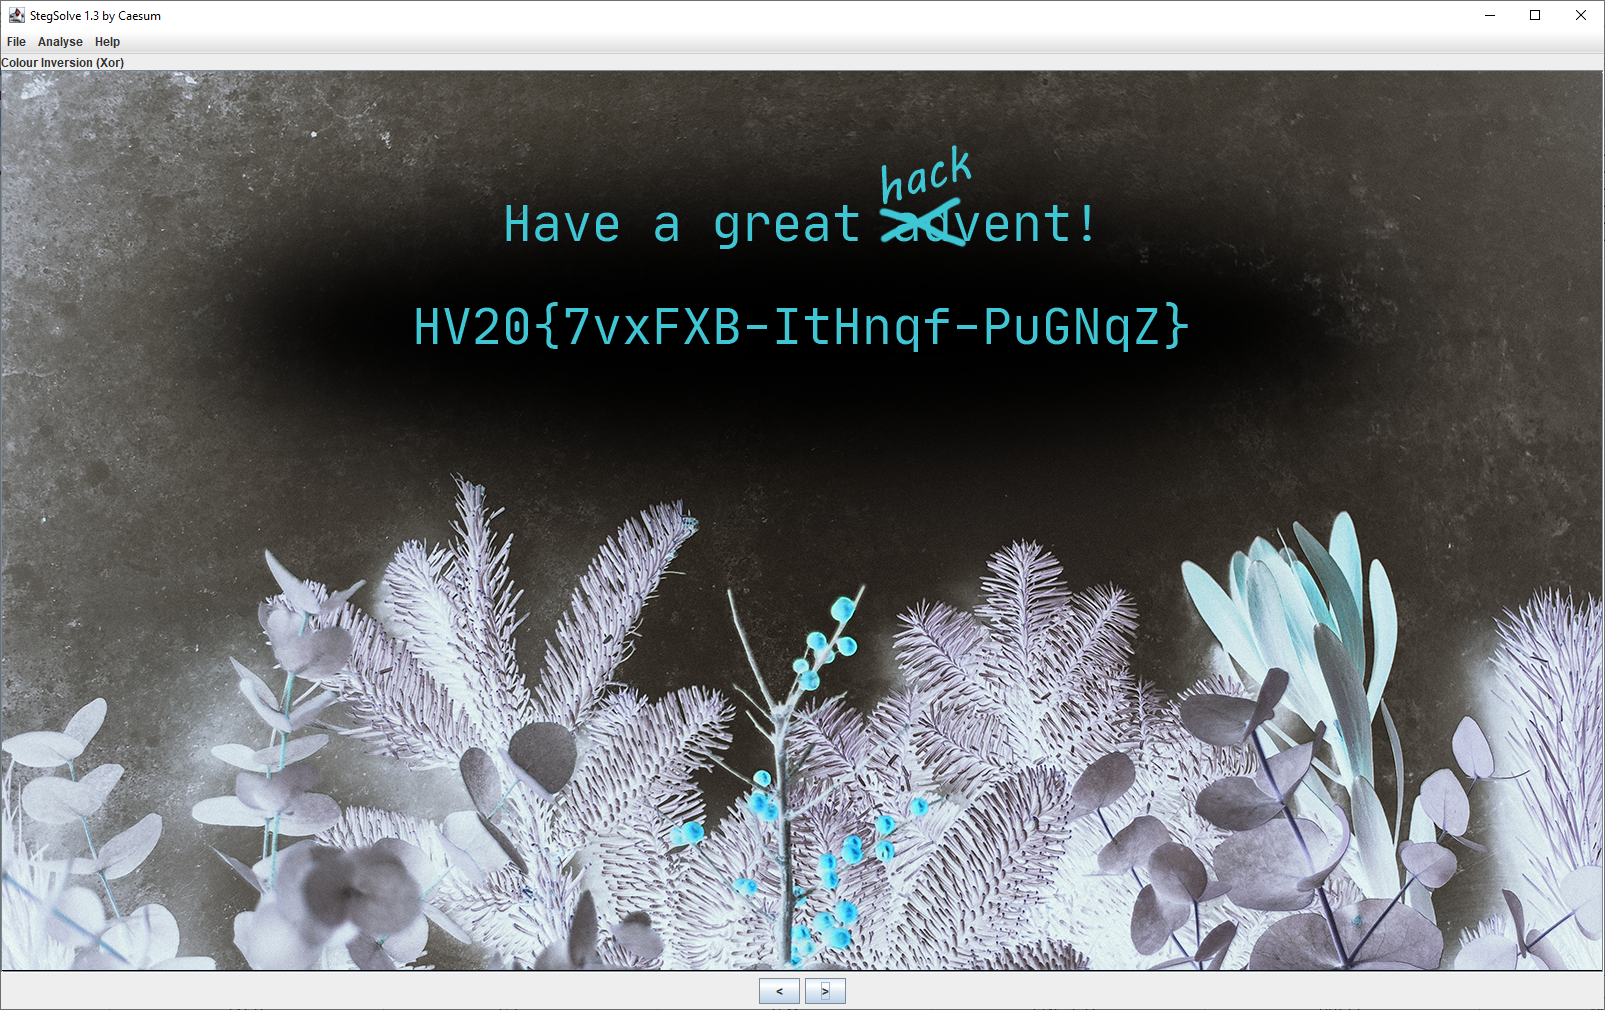 StegSolve 1.3 by Caesum
File Analyse Help
Colour Inversion (Xor)
hack
Have a great advent!
HV20{7vxFXB-ItHnqf-PuGNqZ}
< >